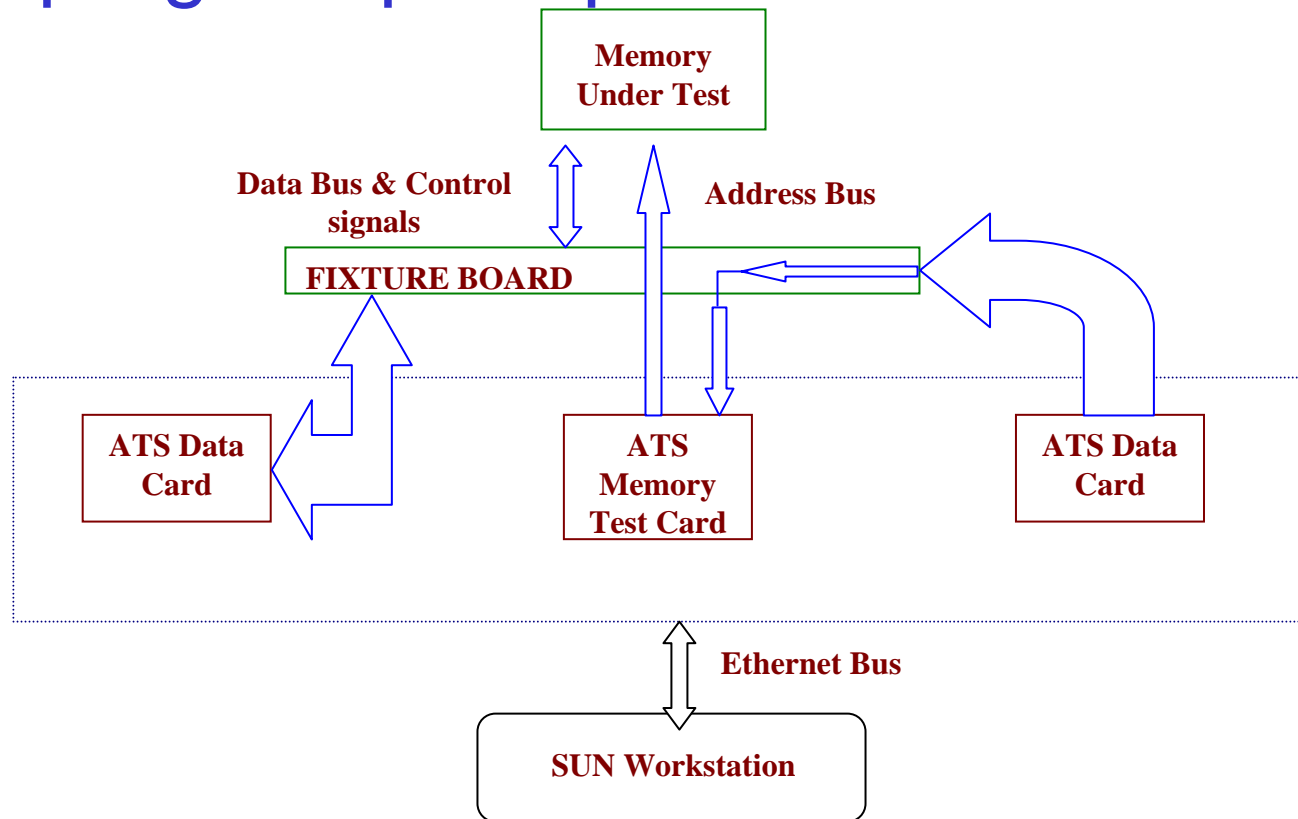 Memory
Under Test
Data Bus & Control
signals
Address Bus
FIXTURE BOARD
ATS Data
Card
ATS
Memory
Test Card
ATS Data
Card
Ethernet Bus
SUN Workstation